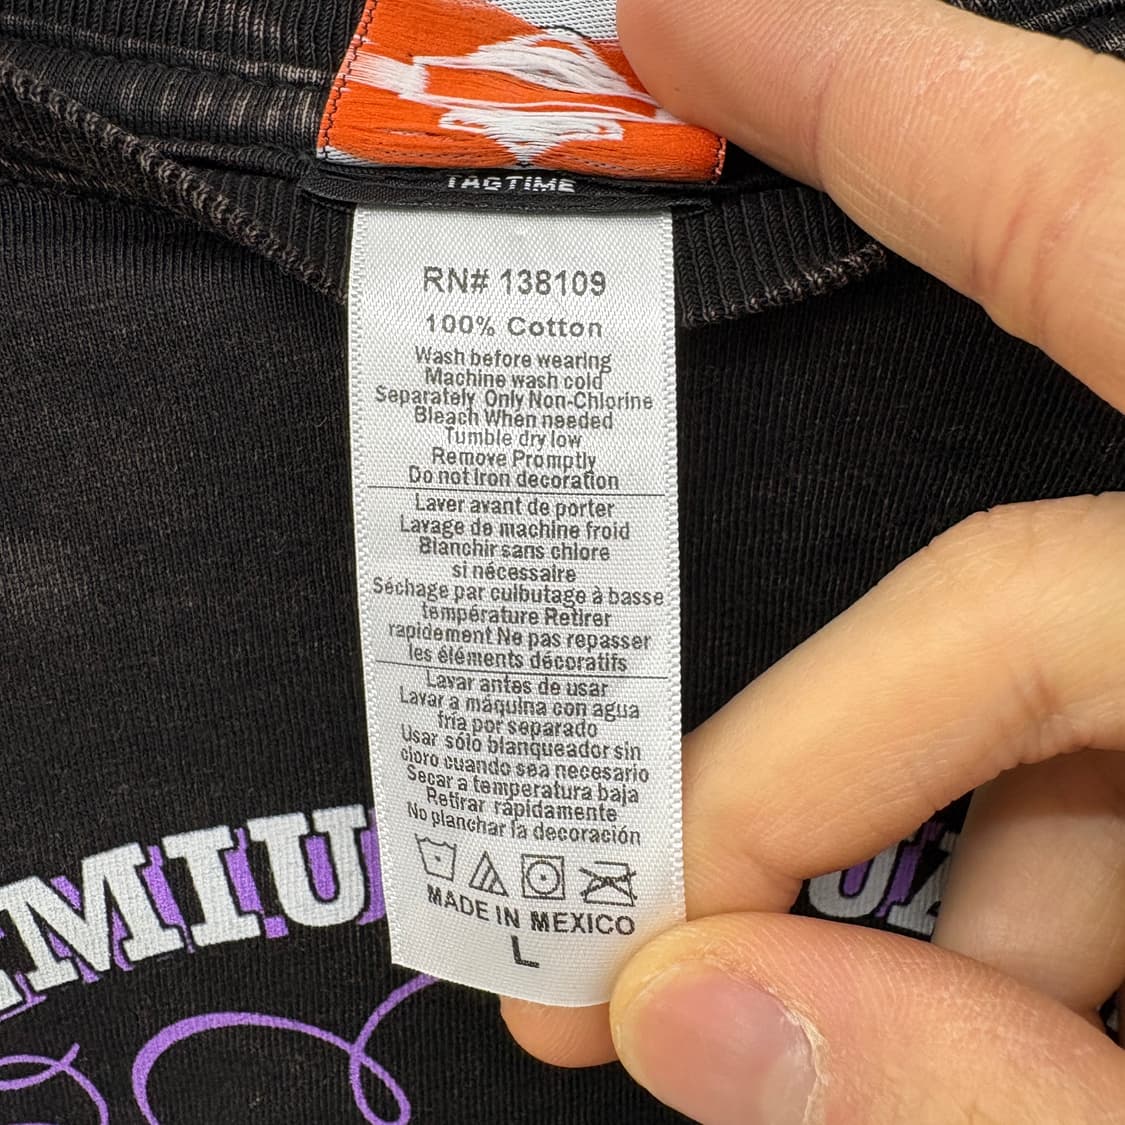 TAGTIME
RN# 138109
100% Cotton
Wash before wearing
Machine wash cold
Separately Only Non-Chlorine
Bleach When needed
Tumble dry low
Remove Promptly
Do not Iron decoration
Laver avant de porter
Lavage de machine froid
Blanchir sans chlore
si nécessaire
Séchage par culbutage à basse
température Retirer
rapidement Ne pas repasser
les éléments décoratifs
Lavar antes de usar
Lavar a máquina con agua
fría por separado
Usar sólo blanqueador sin
cloro cuando sea necesario
Secar a temperatura baja
Retirar rápidamente
No planchar la decoración
MADE IN MEXICO
L
EMIU